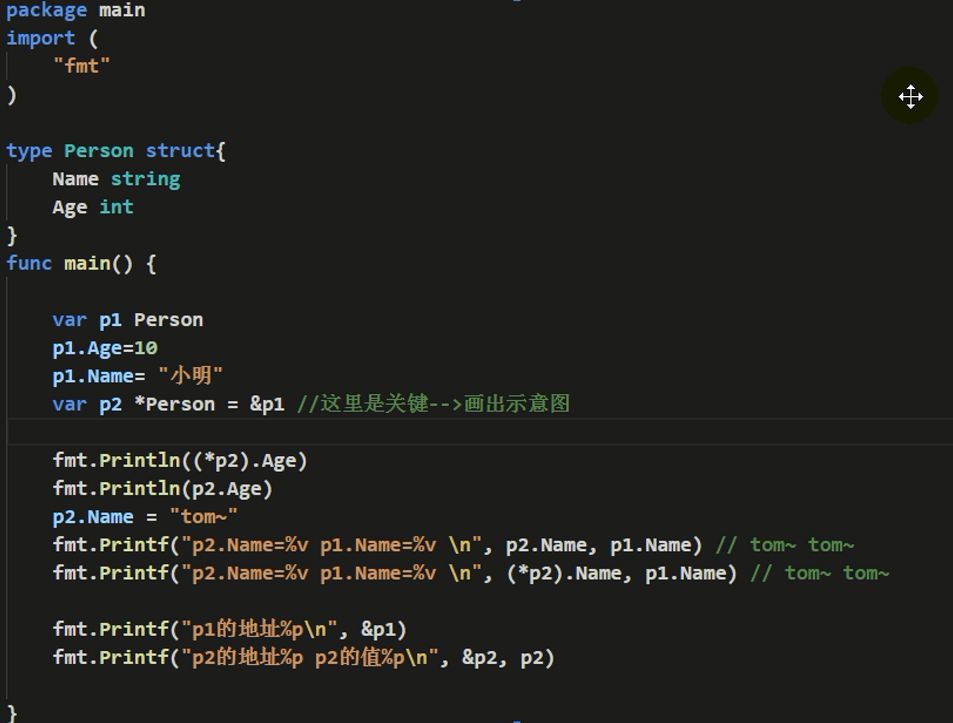 package main
import (
    "fmt"
)
type Person struct{
    Name string
    Age int
}
func main() {
    var p1 Person
    p1.Age=10
    p1.Name= "小明"
    var p2 *Person = &p1 //这里是关键-->画出示意图
    fmt.Println((*p2).Age)
    fmt.Println(p2.Age)
    p2.Name = "tom~"
    fmt.Printf("p2.Name=%v p1.Name=%v \n", p2.Name, p1.Name) // tom~ tom~
    fmt.Printf("p2.Name=%v p1.Name=%v \n", (*p2).Name, p1.Name) // tom~ tom~
    fmt.Printf("p1的地址%p\n", &p1)
    fmt.Printf("p2的地址%p p2的值%p\n", &p2, p2)
}